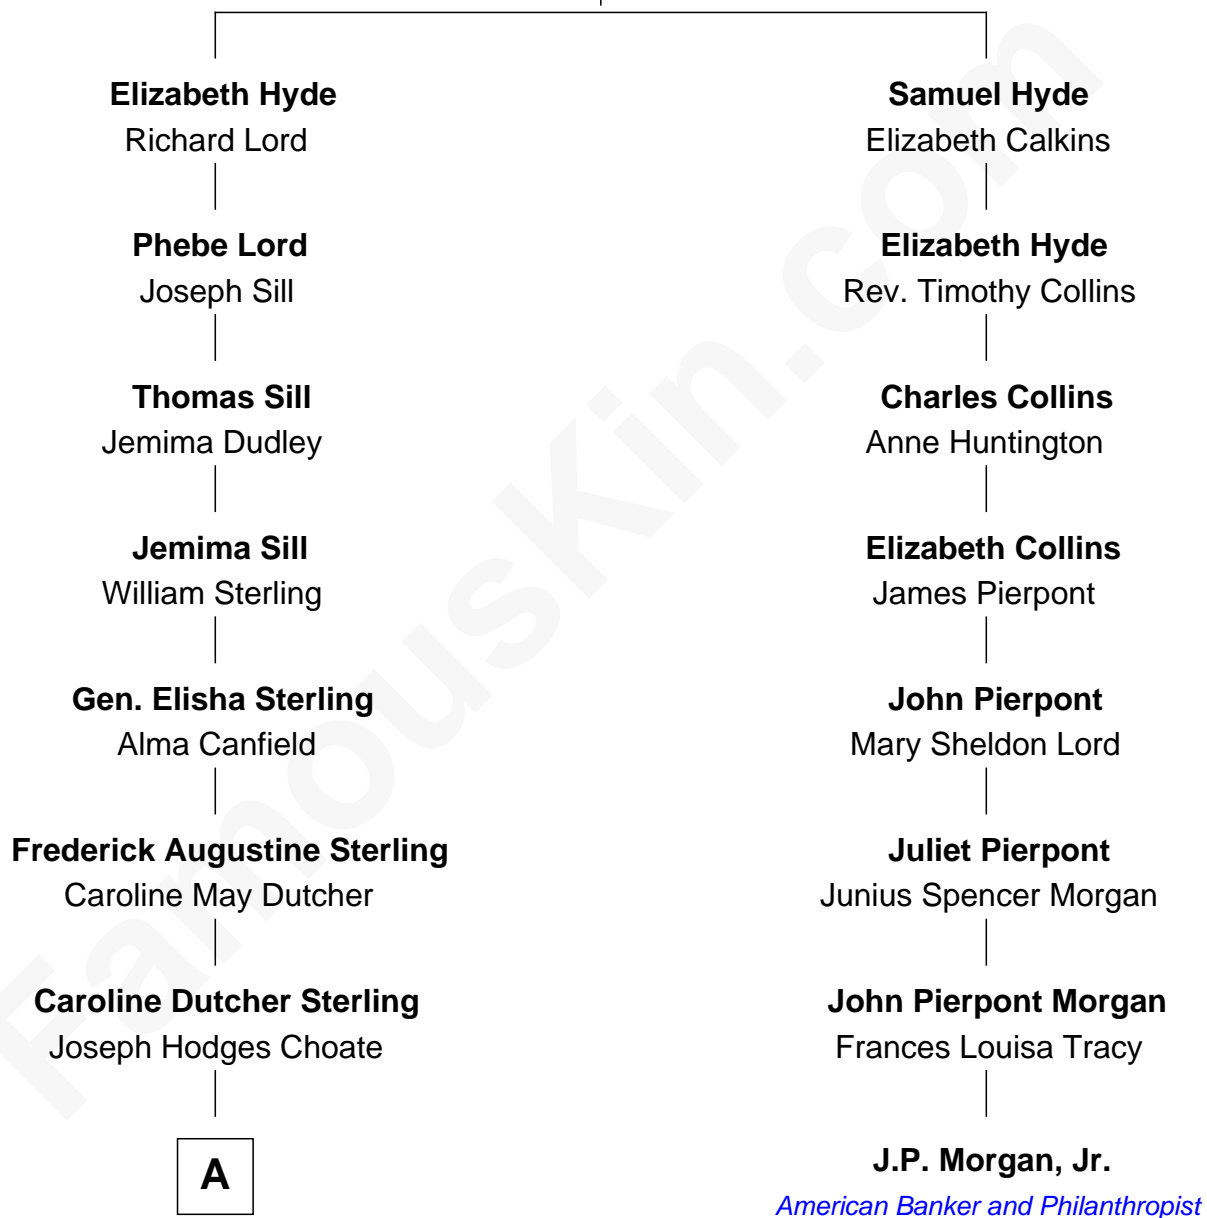 Elizabeth Hyde
Richard Lord
Phebe Lord
Joseph Sill
Thomas Sill
Jemima Dudley
Jemima Sill
William Sterling
Gen. Elisha Sterling
Alma Canfield
Frederick Augustine Sterling
Caroline May Dutcher
Caroline Dutcher Sterling
Joseph Hodges Choate
A
Samuel Hyde
Elizabeth Calkins
Elizabeth Hyde
Rev. Timothy Collins
Charles Collins
Anne Huntington
Elizabeth Collins
James Pierpont
John Pierpont
Mary Sheldon Lord
Juliet Pierpont
Junius Spencer Morgan
John Pierpont Morgan
Frances Louisa Tracy
J.P. Morgan, Jr.
American Banker and Philanthropist
FamousKin.com